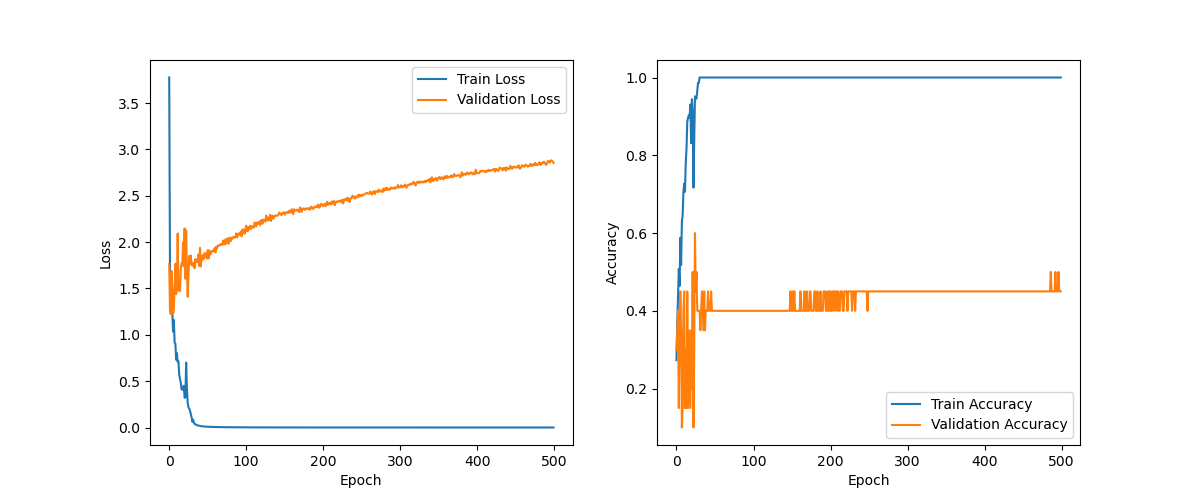 Train Loss
Validation Loss
3.5
3.0
2.5
2.0
1.5
1.0
0.5
0.0
Loss
0 100 200 300 400 500
Epoch
1.0
0.8
0.6
0.4
0.2
Accuracy
Train Accuracy
Validation Accuracy
0 100 200 300 400 500
Epoch